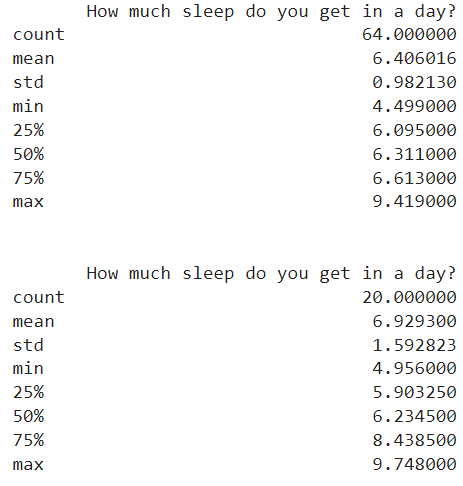 How much sleep do you get in a day?
count 64.000000
mean 6.406016
std 0.982130
min 4.499000
25% 6.095000
50% 6.311000
75% 6.613000
max 9.419000
How much sleep do you get in a day?
count 20.000000
mean 6.929300
std 1.592823
min 4.956000
25% 5.903250
50% 6.234500
75% 8.438500
max 9.748000